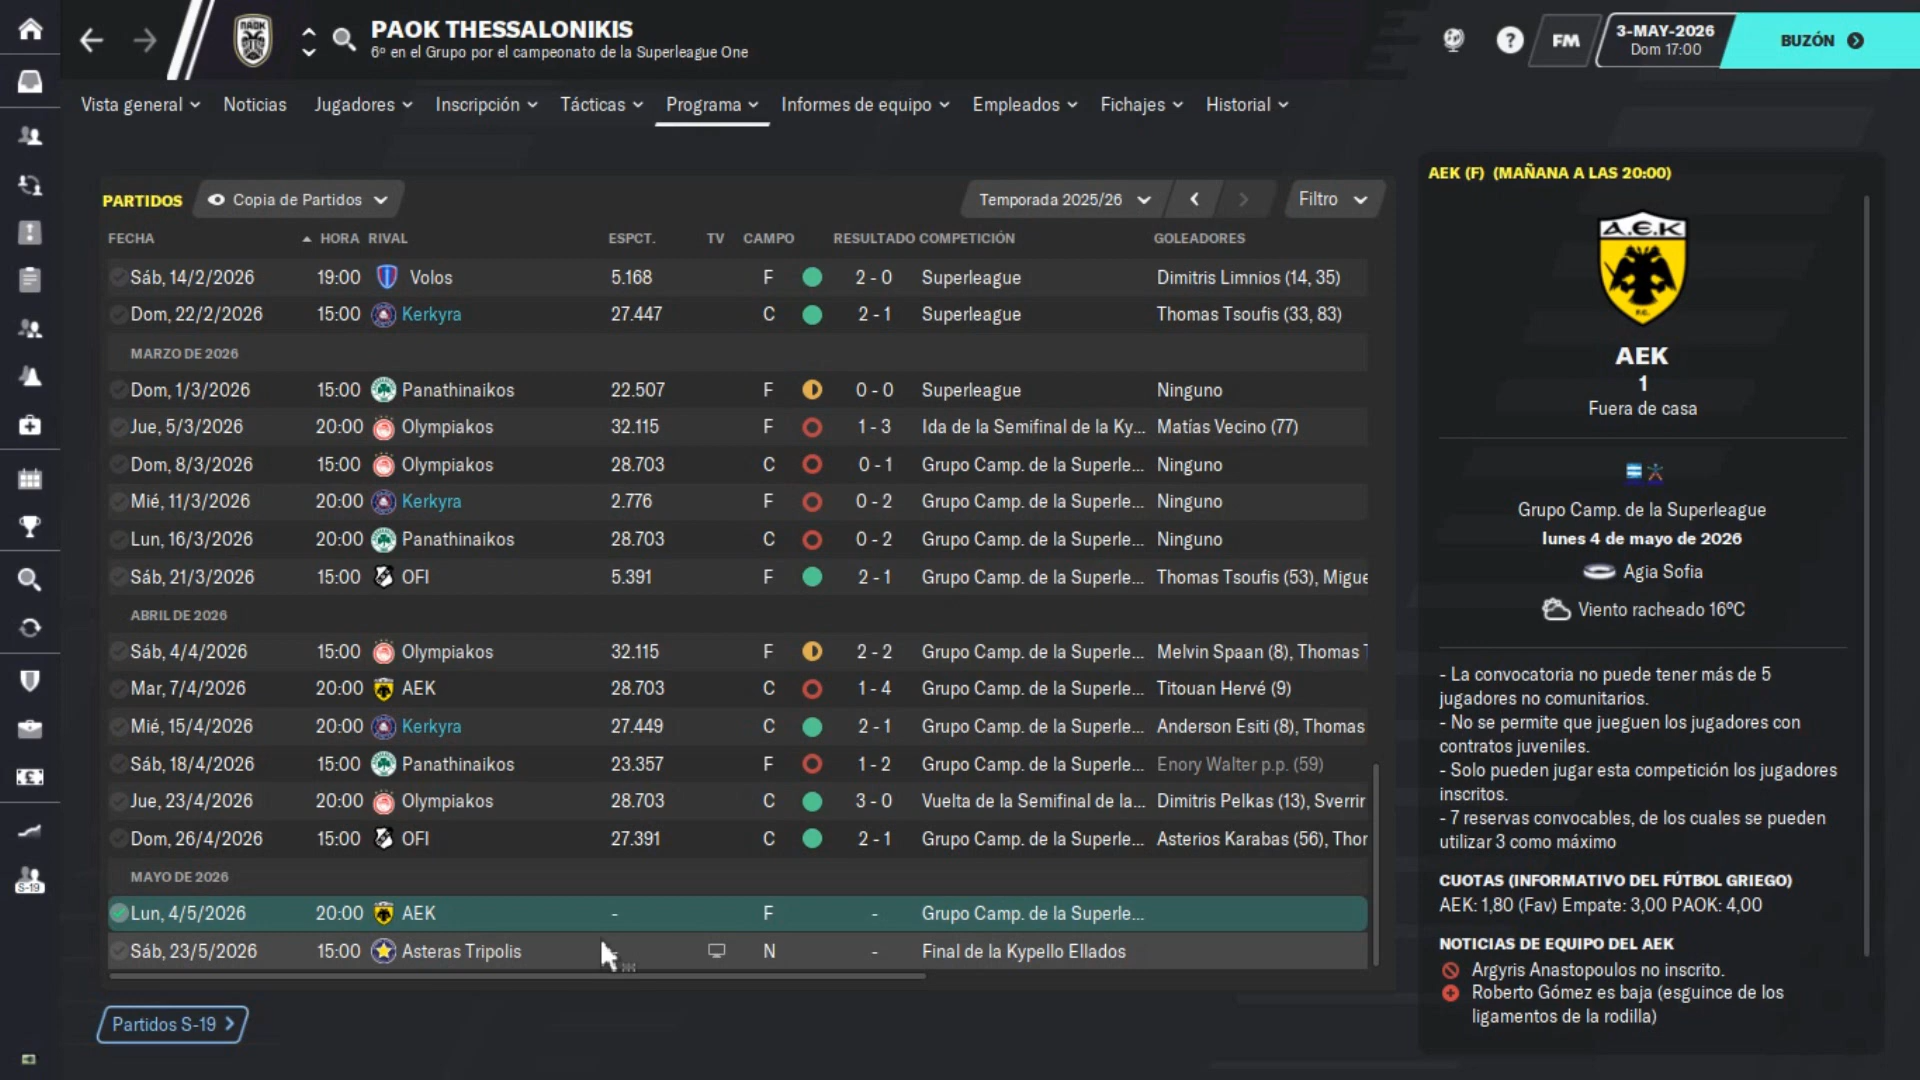 PAOK THESSALONIKIS
6º en el Grupo por el campeonato de la Superleague One
FM
3-MAY-2026
Dom 17:00
BUZÓN
Vista general
Noticias
Jugadores
Inscripción
Tácticas
Programa
Informes de equipo
Empleados
Fichajes
Historial
PARTIDOS
Copia de Partidos
Temporada 2025/26
Filtro
FECHA HORA RIVAL ESPCT. TV CAMPO RESULTADO COMPETICIÓN GOLEADORES
Sáb, 14/2/2026 19:00 Volos 5.168 F 2 - 0 Superleague Dimitris Limnios (14, 35)
Dom, 22/2/2026 15:00 Kerkyra 27.447 C 2 - 1 Superleague Thomas Tsoufis (33, 83)
MARZO DE 2026
Dom, 1/3/2026 15:00 Panathinaikos 22.507 F 0 - 0 Superleague Ninguno
Jue, 5/3/2026 20:00 Olympiakos 32.115 F 1 - 3 Ida de la Semifinal de la Ky... Matías Vecino (77)
Dom, 8/3/2026 15:00 Olympiakos 28.703 C 0 - 1 Grupo Camp. de la Superle... Ninguno
Mié, 11/3/2026 20:00 Kerkyra 2.776 F 0 - 2 Grupo Camp. de la Superle... Ninguno
Lun, 16/3/2026 20:00 Panathinaikos 28.703 C 0 - 2 Grupo Camp. de la Superle... Ninguno
Sáb, 21/3/2026 15:00 OFI 5.391 F 2 - 1 Grupo Camp. de la Superle... Thomas Tsoufis (53), Migue
ABRIL DE 2026
Sáb, 4/4/2026 15:00 Olympiakos 32.115 F 2 - 2 Grupo Camp. de la Superle... Melvin Spaan (8), Thomas T
Mar, 7/4/2026 20:00 AEK 28.703 C 1 - 4 Grupo Camp. de la Superle... Titouan Hervé (9)
Mié, 15/4/2026 20:00 Kerkyra 27.449 C 2 - 1 Grupo Camp. de la Superle... Anderson Esiti (8), Thomas
Sáb, 18/4/2026 15:00 Panathinaikos 23.357 F 1 - 2 Grupo Camp. de la Superle... Enory Walter p.p. (59)
Jue, 23/4/2026 20:00 Olympiakos 28.703 C 3 - 0 Vuelta de la Semifinal de la... Dimitris Pelkas (13), Sverrir
Dom, 26/4/2026 15:00 OFI 27.391 C 2 - 1 Grupo Camp. de la Superle... Asterios Karabas (56), Thor
MAYO DE 2026
Lun, 4/5/2026 20:00 AEK - F - Grupo Camp. de la Superle...
Sáb, 23/5/2026 15:00 Asteras Tripolis - N - Final de la Kypello Ellados
Partidos S-19
S-19
AEK (F) (MAÑANA A LAS 20:00)
A.E.K
F.C.
AEK
1
Fuera de casa
Grupo Camp. de la Superleague
lunes 4 de mayo de 2026
Agia Sofia
Viento racheado 16ºC
- La convocatoria no puede tener más de 5
jugadores no comunitarios.
- No se permite que jueguen los jugadores con
contratos juveniles.
- Solo pueden jugar esta competición los jugadores
inscritos.
- 7 reservas convocables, de los cuales se pueden
utilizar 3 como máximo
CUOTAS (INFORMATIVO DEL FÚTBOL GRIEGO)
AEK: 1,80 (Fav) Empate: 3,00 PAOK: 4,00
NOTICIAS DE EQUIPO DEL AEK
Argyris Anastopoulos no inscrito.
Roberto Gómez es baja (esguince de los
ligamentos de la rodilla)